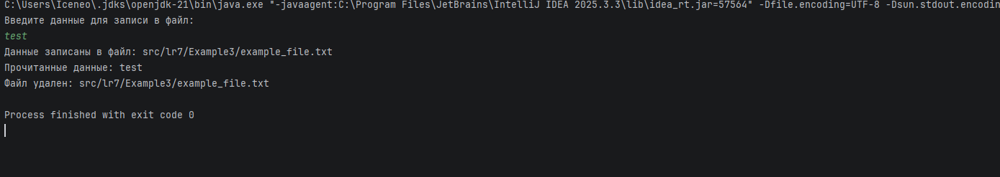 C:\Users\Iceneo\.jdks\openjdk-21\bin\java.exe "-javaagent:C:\Program Files\JetBrains\IntelliJ IDEA 2025.3.3\lib\idea_rt.jar=57564" -Dfile.encoding=UTF-8 -Dsun.stdout.encodin
Введите данные для записи в файл:
test
Данные записаны в файл: src/lr7/Example3/example_file.txt
Прочитанные данные: test
Файл удален: src/lr7/Example3/example_file.txt
Process finished with exit code 0